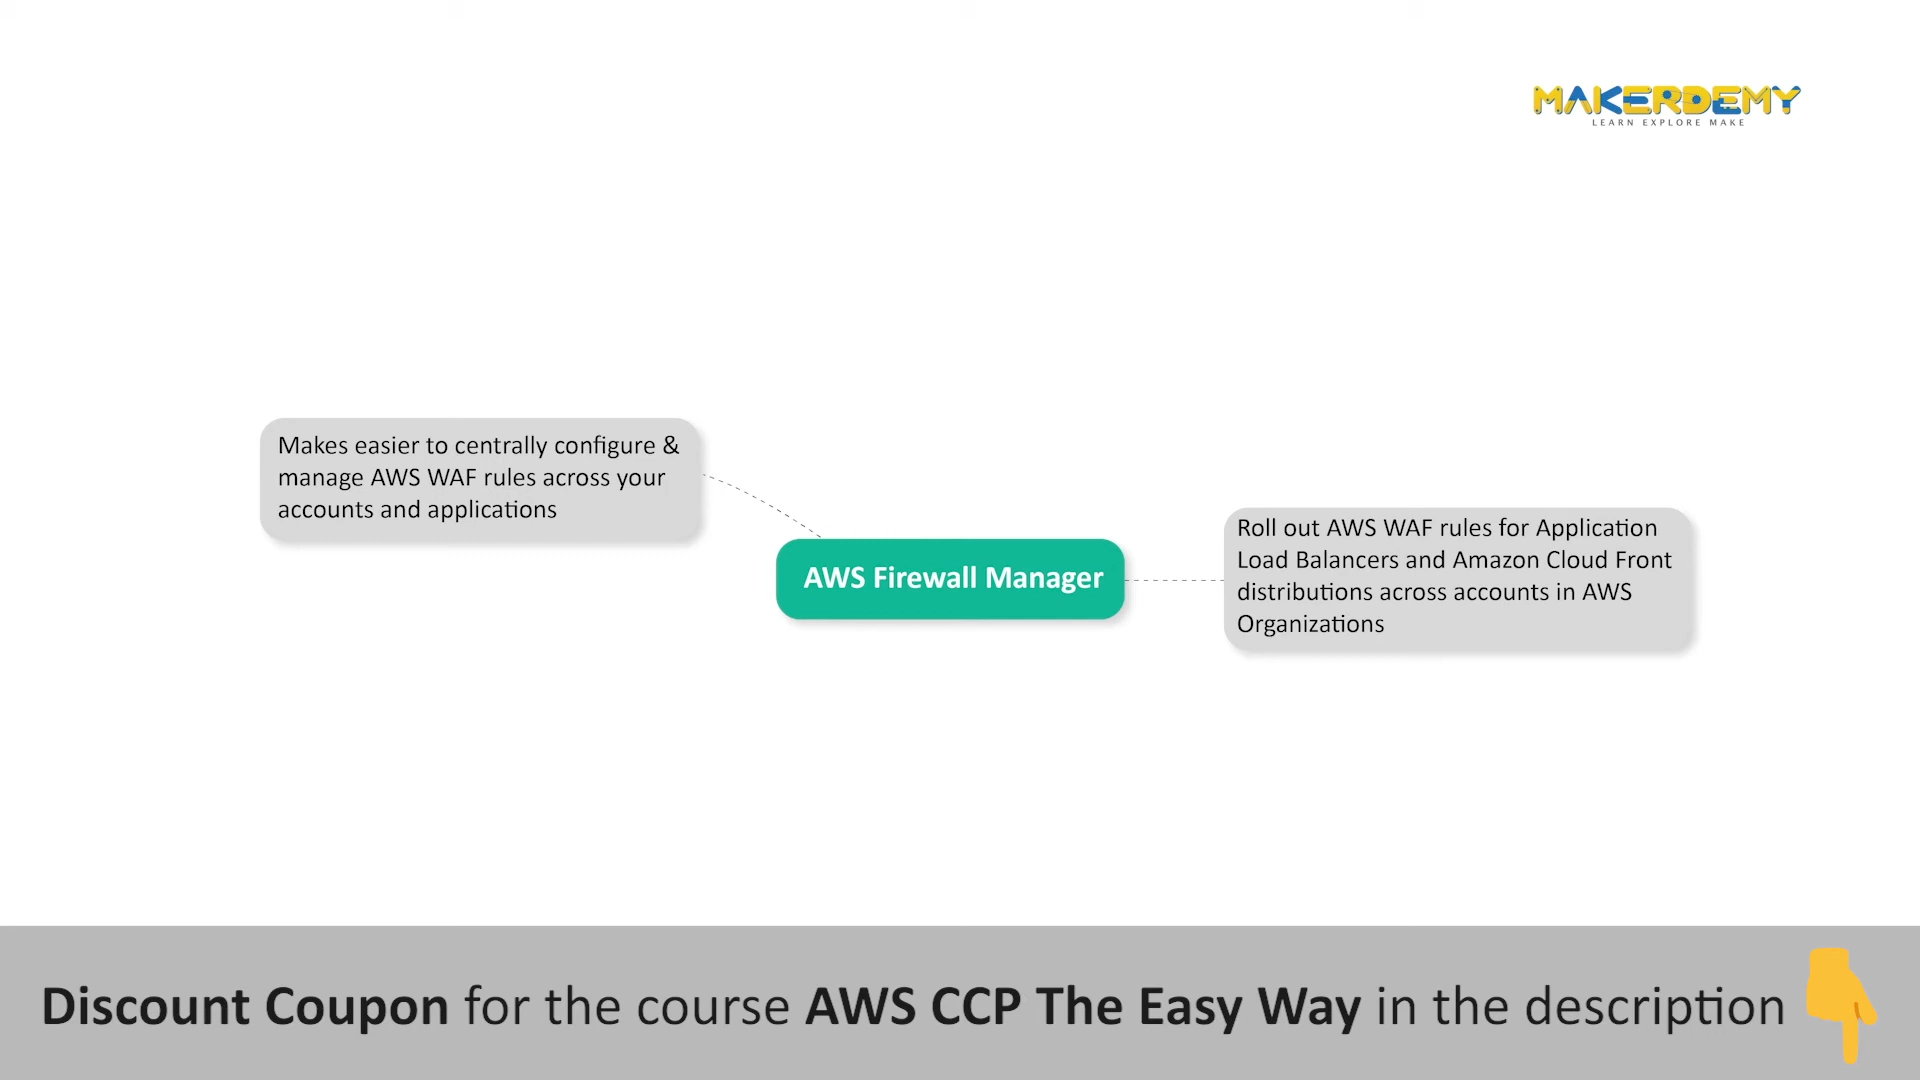 MAKERDEMY
LEARN EXPLORE MAKE
Makes easier to centrally configure &
manage AWS WAF rules across your
accounts and applications
AWS Firewall Manager
Roll out AWS WAF rules for Application
Load Balancers and Amazon Cloud Front
distributions across accounts in AWS
Organizations
Discount Coupon for the course AWS CCP The Easy Way in the description